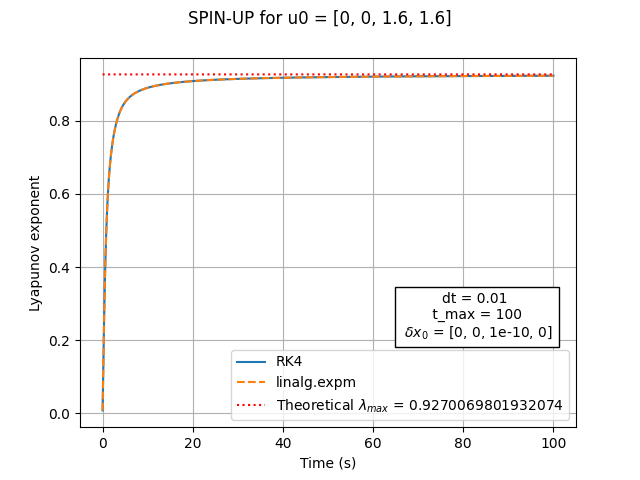 SPIN-UP for u0 = [0, 0, 1.6, 1.6]
Lyapunov exponent
0.8
0.6
0.4
0.2
0.0
dt = 0.01
t_max = 100
δx₀ = [0, 0, 1e-10, 0]
RK4
linalg.expm
Theoretical λₘₐₓ = 0.9270069801932074
0 20 40 60 80 100
Time (s)